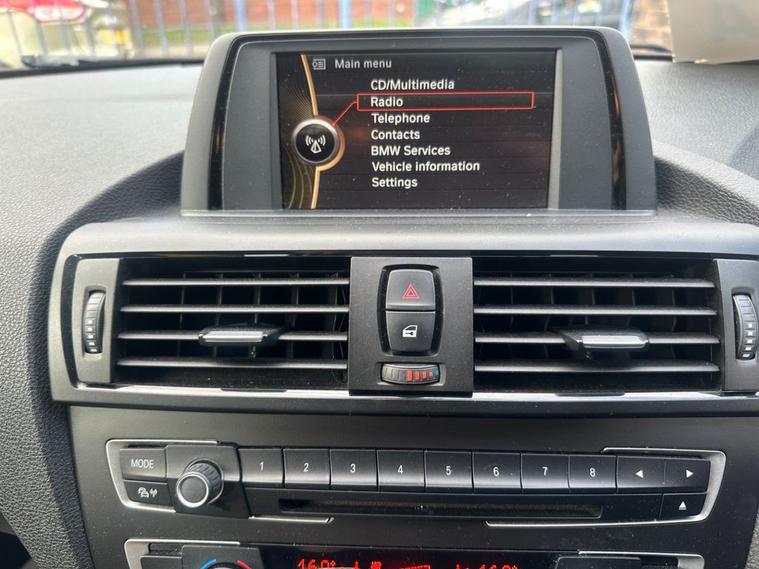 Main menu
CD/Multimedia
Radio
Telephone
Contacts
BMW Services
Vehicle information
Settings
MODE
1 2 3 4 5 6 7 8